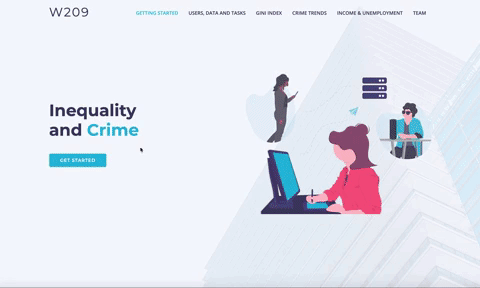 W209
GETTING STARTED USERS, DATA AND TASKS GINI INDEX CRIME TRENDS INCOME & UNEMPLOYMENT TEAM
Inequality
and Crime
GET STARTED